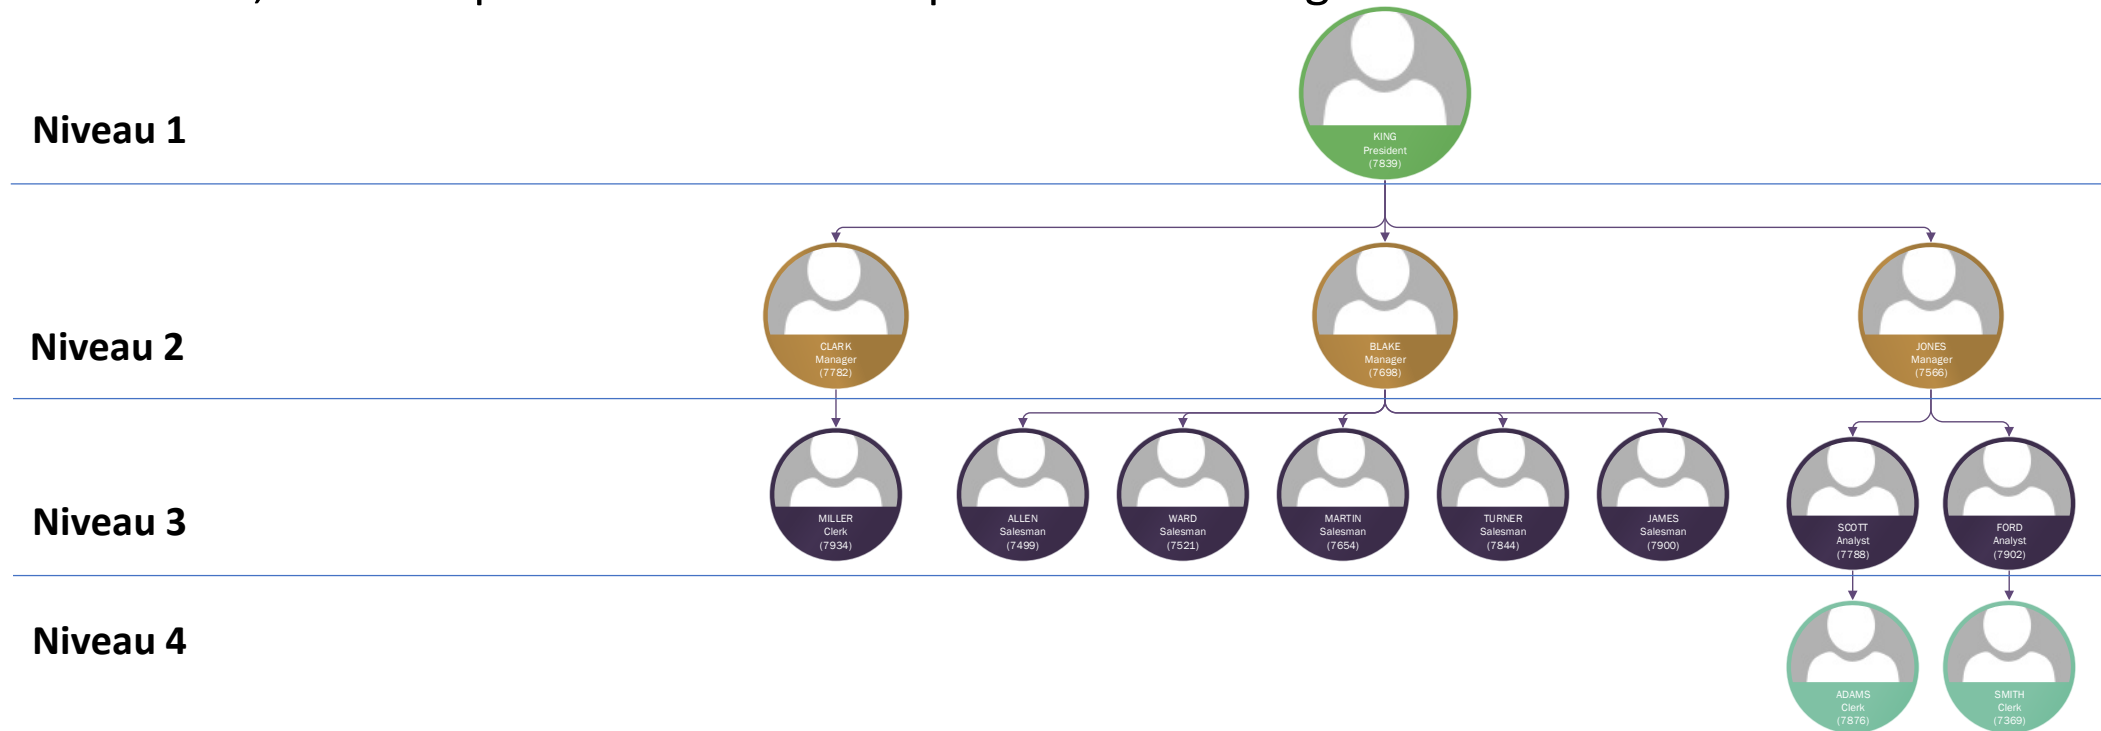 Niveau 1
KING
President
(7839)
Niveau 2
CLARK
Manager
(7782)
BLAKE
Manager
(7698)
JONES
Manager
(7566)
Niveau 3
MILLER
Clerk
(7934)
ALLEN
Salesman
(7499)
WARD
Salesman
(7521)
MARTIN
Salesman
(7654)
TURNER
Salesman
(7844)
JAMES
Salesman
(7900)
SCOTT
Analyst
(7788)
FORD
Analyst
(7902)
Niveau 4
ADAMS
Clerk
(7876)
SMITH
Clerk
(7369)